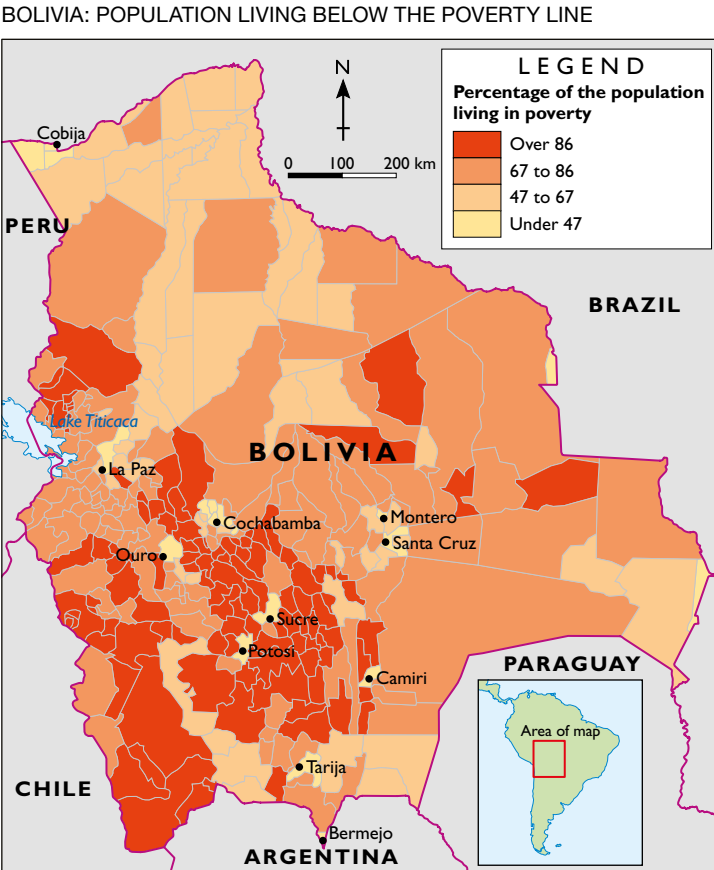 BOLIVIA: POPULATION LIVING BELOW THE POVERTY LINE
LEGEND
Percentage of the population
living in poverty
Over 86
67 to 86
47 to 67
Under 47
N
0 100 200 km
Cobija
PERU
BRAZIL
Lake Titicaca
BOLIVIA
La Paz
Cochabamba
Montero
Santa Cruz
Ouro
Sucre
Potosí
Camiri
PARAGUAY
Area of map
Tarija
CHILE
Bermejo
ARGENTINA